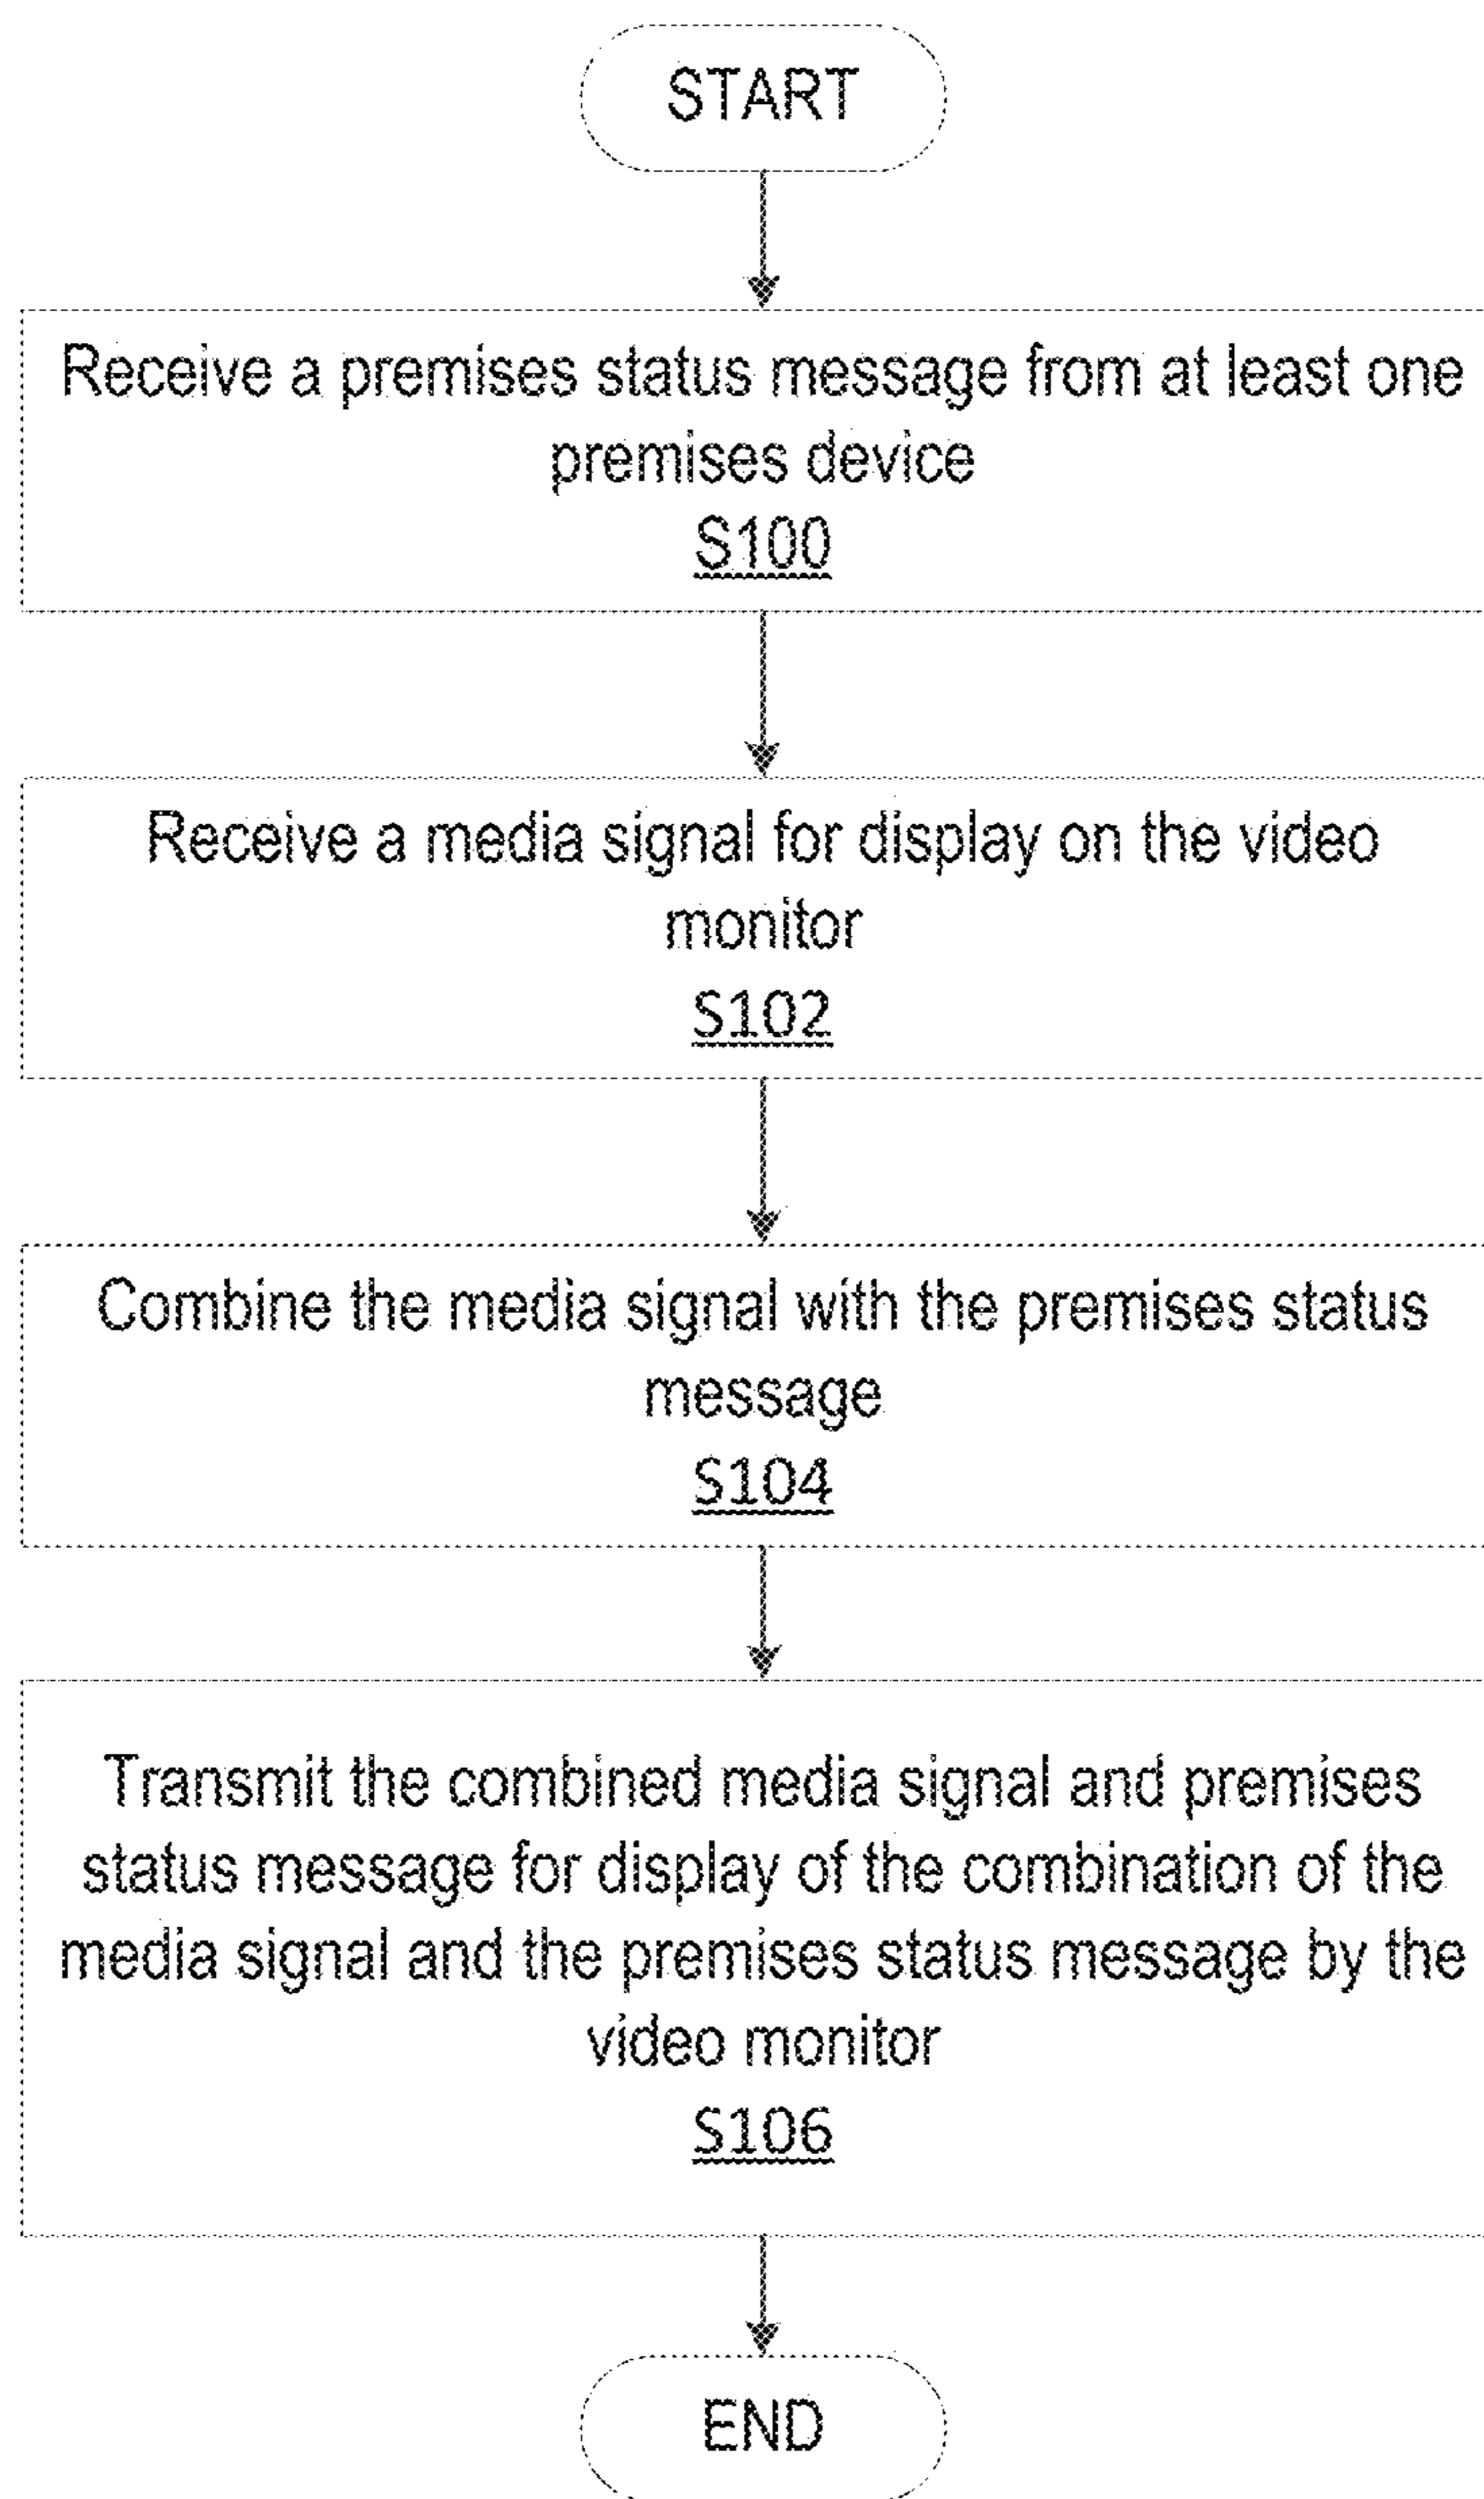 START
Receive a premises status message from at least one
premises device
S100
Receive a media signal for display on the video
monitor
S102
Combine the media signal with the premises status
message
S104
Transmit the combined media signal and premises
status message for display of the combination of the
media signal and the premises status message by the
video monitor
S106
END